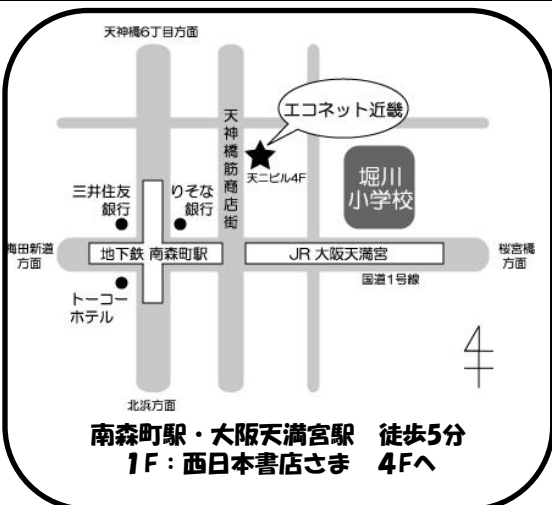 天神橋6丁目方面
エコネット近畿
天神橋筋商店街
天二ビル4F
堀川
小学校
三井住友
銀行
りそな
銀行
梅田新道
方面
地下鉄 南森町駅
JR 大阪天満宮
桜宮橋
方面
国道1号線
トーコー
ホテル
北浜方面
南森町駅・大阪天満宮駅　徒歩5分
1F：西日本書店さま　4Fへ